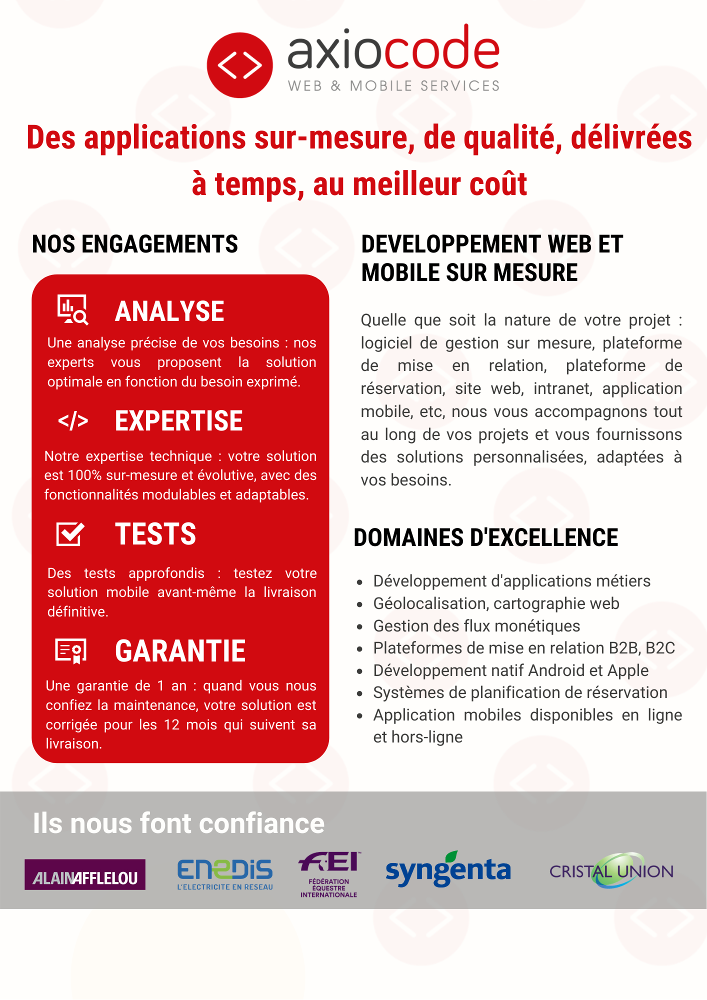 axiocode
WEB & MOBILE SERVICES
Des applications sur-mesure, de qualité, délivrées
à temps, au meilleur coût
NOS ENGAGEMENTS
ANALYSE
Une analyse précise de vos besoins : nos
experts vous proposent la solution
optimale en fonction du besoin exprimé.
</> EXPERTISE
Notre expertise technique : votre solution
est 100% sur-mesure et évolutive, avec des
fonctionnalités modulables et adaptables.
TESTS
Des tests approfondis : testez votre
solution mobile avant-même la livraison
définitive.
GARANTIE
Une garantie de 1 an : quand vous nous
confiez la maintenance, votre solution est
corrigée pour les 12 mois qui suivent sa
livraison.
DEVELOPPEMENT WEB ET
MOBILE SUR MESURE
Quelle que soit la nature de votre projet :
logiciel de gestion sur mesure, plateforme
de mise en relation, plateforme de
réservation, site web, intranet, application
mobile, etc, nous vous accompagnons tout
au long de vos projets et vous fournissons
des solutions personnalisées, adaptées à
vos besoins.
DOMAINES D'EXCELLENCE
• Développement d'applications métiers
• Géolocalisation, cartographie web
• Gestion des flux monétiques
• Plateformes de mise en relation B2B, B2C
• Développement natif Android et Apple
• Systèmes de planification de réservation
• Application mobiles disponibles en ligne
et hors-ligne
Ils nous font confiance
ALAINAFFLELOU
ENEDIS
L'ELECTRICITE EN RESEAU
FEI™
FÉDÉRATION
ÉQUESTRE
INTERNATIONALE
syngenta
CRISTAL UNION